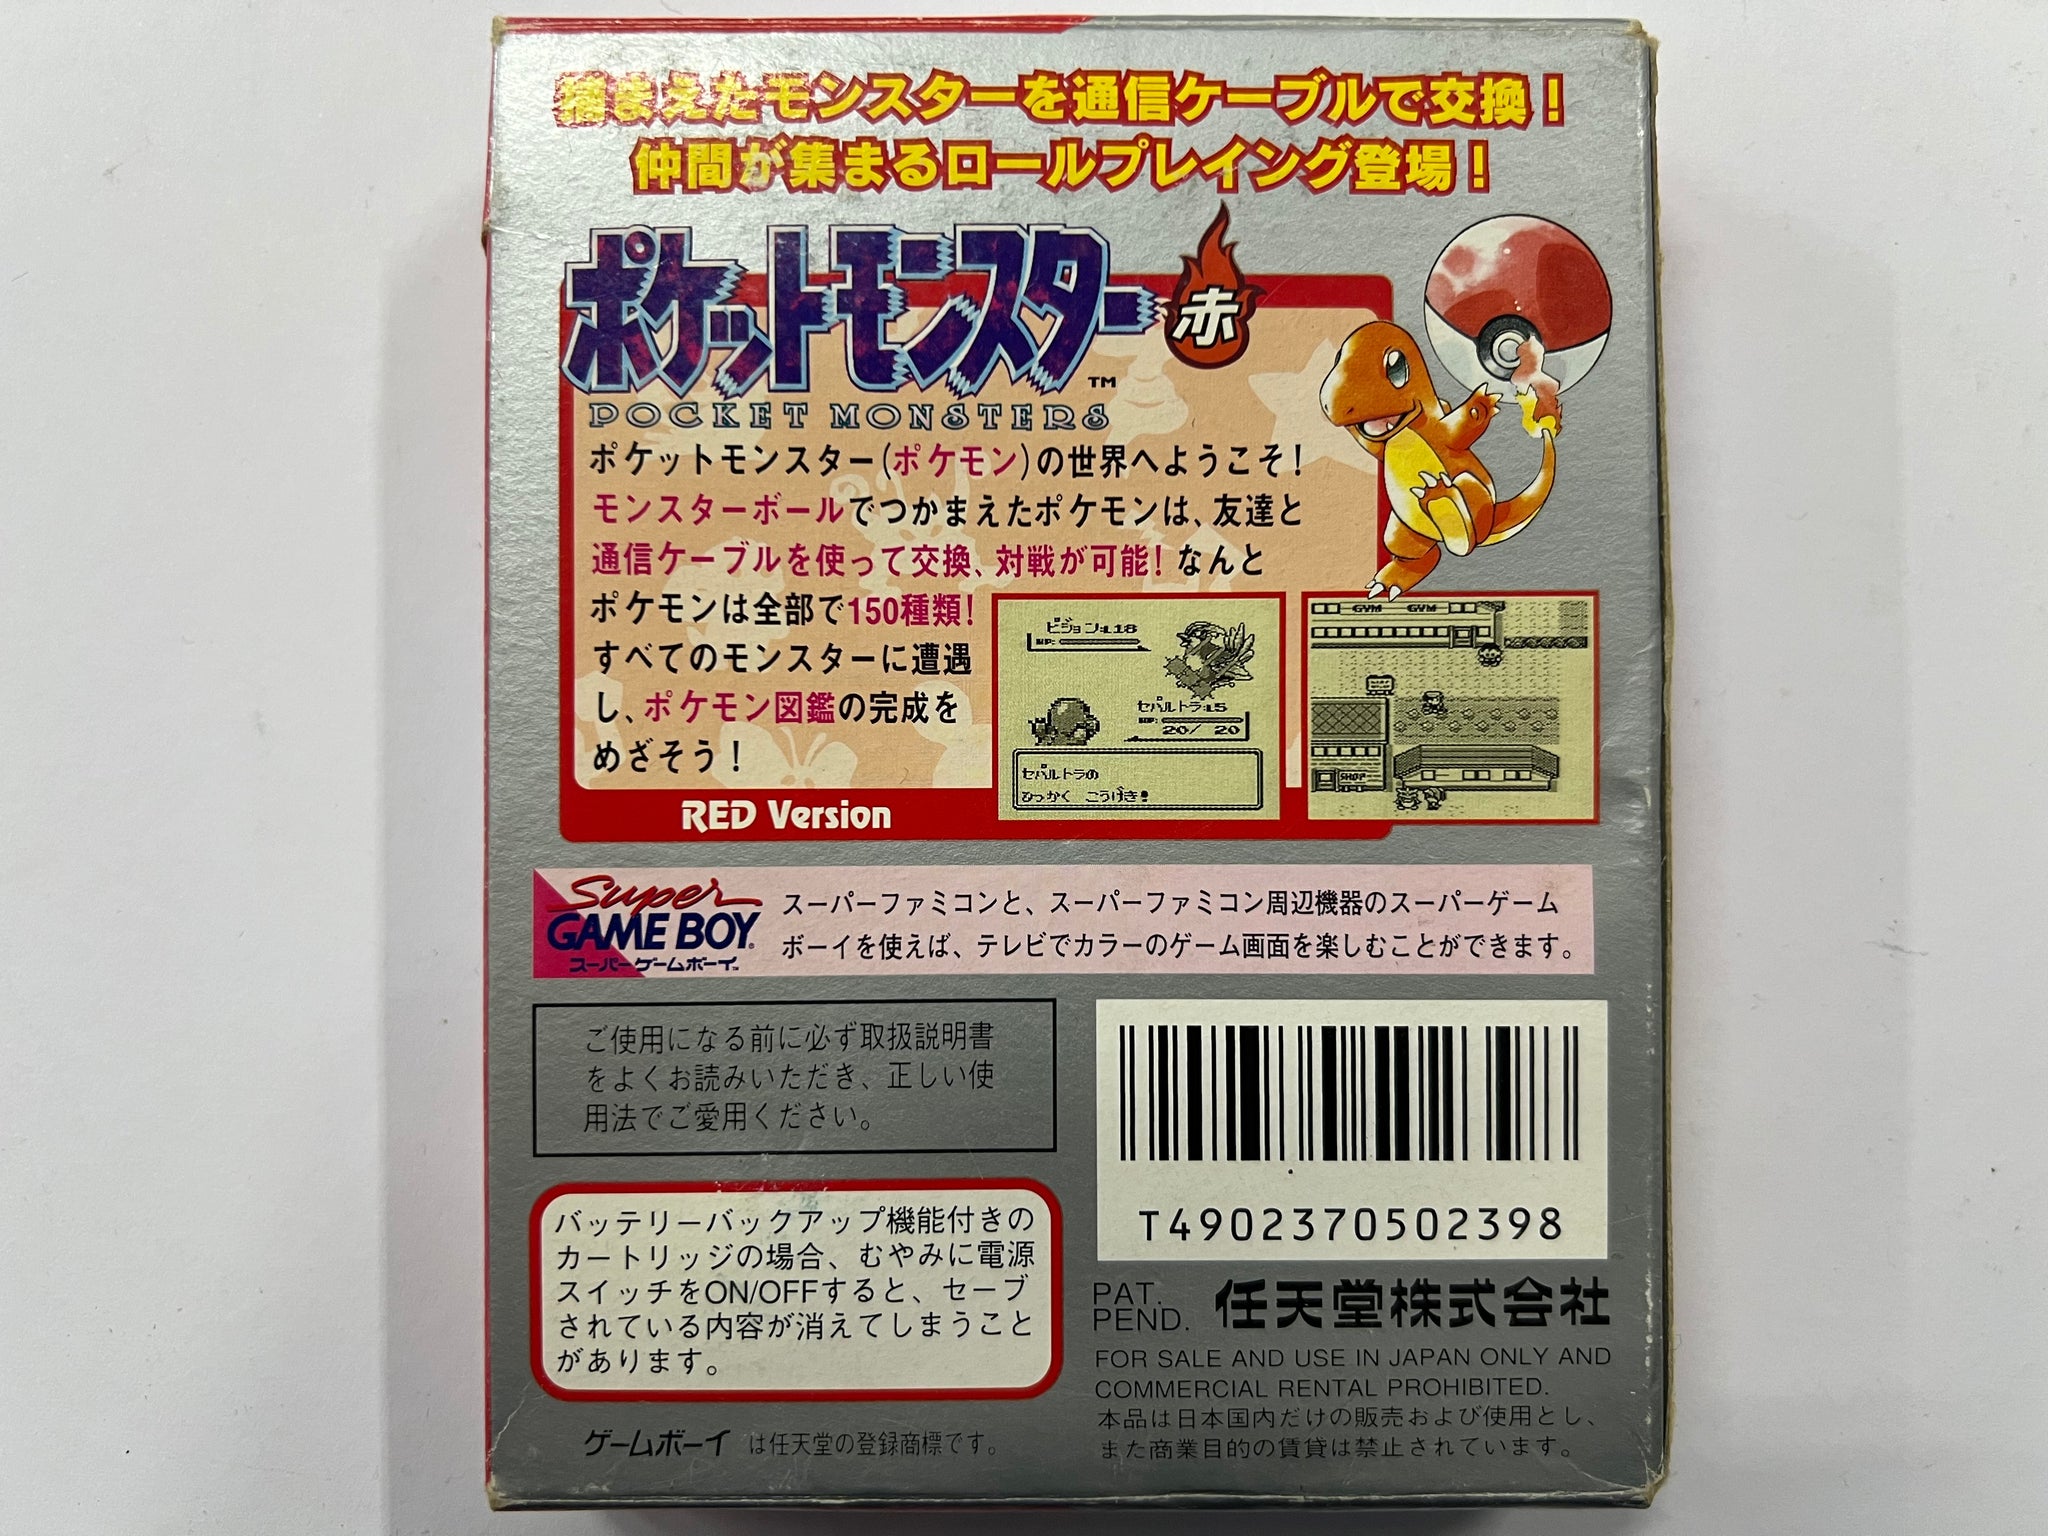 捕まえたモンスターを通信ケーブルで交換！
仲間が集まるロールプレイング登場！
ポケットモンスター 赤
TM
POCKET MONSTERS
ポケットモンスター(ポケモン)の世界へようこそ！
モンスターボールでつかまえたポケモンは、友達と
通信ケーブルを使って交換、対戦が可能！なんと
ポケモンは全部で150種類！
すべてのモンスターに遭遇
し、ポケモン図鑑の完成を
めざそう！
RED Version
ピジョン:L18
HP:
セパルトラ:L5
HP:
20/ 20
セパルトラの
ひっかく こうげき！
GYM GYM
SHOP
Super
GAME BOY
スーパーゲームボーイ
スーパーファミコンと、スーパーファミコン周辺機器のスーパーゲーム
ボーイを使えば、テレビでカラーのゲーム画面を楽しむことができます。
ご使用になる前に必ず取扱説明書
をよくお読みいただき、正しい使
用法でご愛用ください。
バッテリーバックアップ機能付きの
カートリッジの場合、むやみに電源
スイッチをON/OFFすると、セーブ
されている内容が消えてしまうこと
があります。
ゲームボーイ は任天堂の登録商標です。
T4902370502398
PAT.
PEND. 任天堂株式会社
FOR SALE AND USE IN JAPAN ONLY AND
COMMERCIAL RENTAL PROHIBITED.
本品は日本国内だけの販売および使用とし、
また商業目的の賃貸は禁止されています。